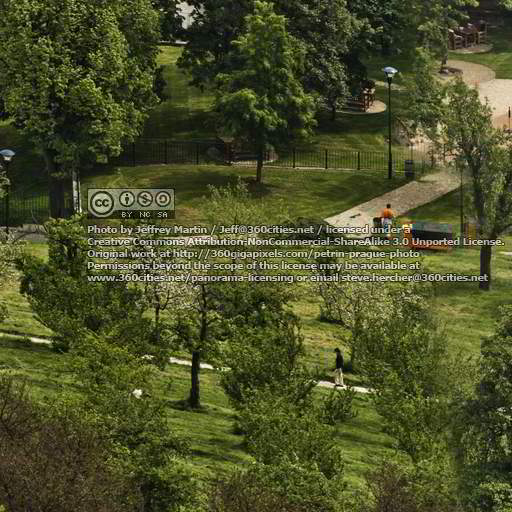 cc
BY NC SA
Photo by Jeffrey Martin / Jeff@360cities.net / licensed under a
Creative Commons Attribution-NonCommercial-ShareAlike 3.0 Unported License.
Original work at http://360gigapixels.com/petrin-prague-photo
Permissions beyond the scope of this license may be available at
www.360cities.net/panorama-licensing or email steve.hercher@360cities.net